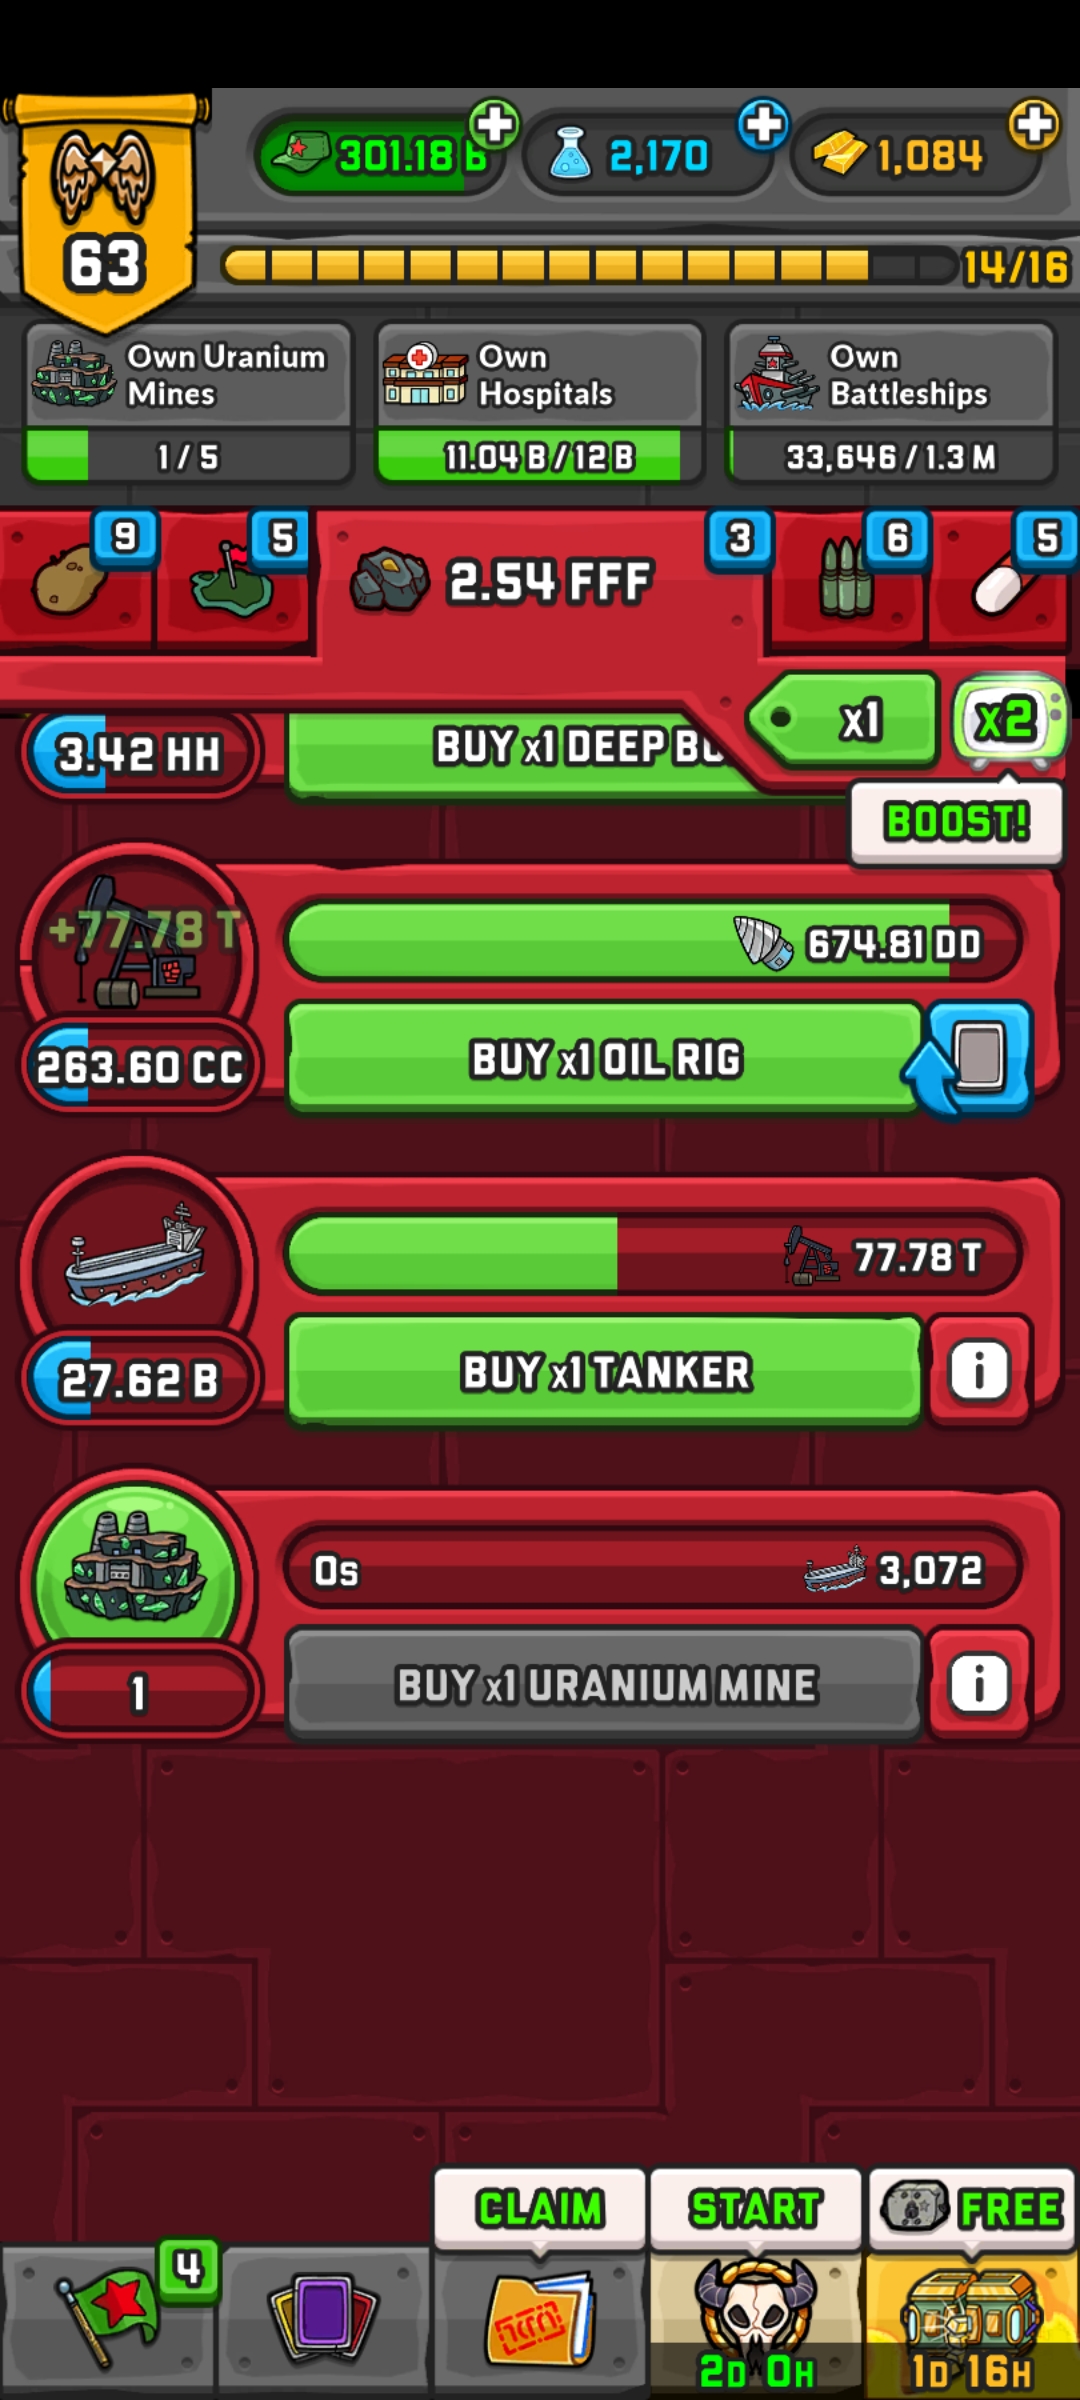 301.18 B
2,170
1,084
63
14/16
Own Uranium
Mines
1 / 5
Own
Hospitals
11.04 B / 12 B
Own
Battleships
33,646 / 1.3 M
9
5
2.54 FFF
3
6
5
x1
x2
BOOST!
3.42 HH
BUY x1 DEEP
+77.78 T
674.81 DD
263.60 CC
BUY x1 OIL RIG
77.78 T
27.62 B
BUY x1 TANKER
i
0s
3,072
1
BUY x1 URANIUM MINE
i
CLAIM
START
FREE
4
2D 0H
1D 16H